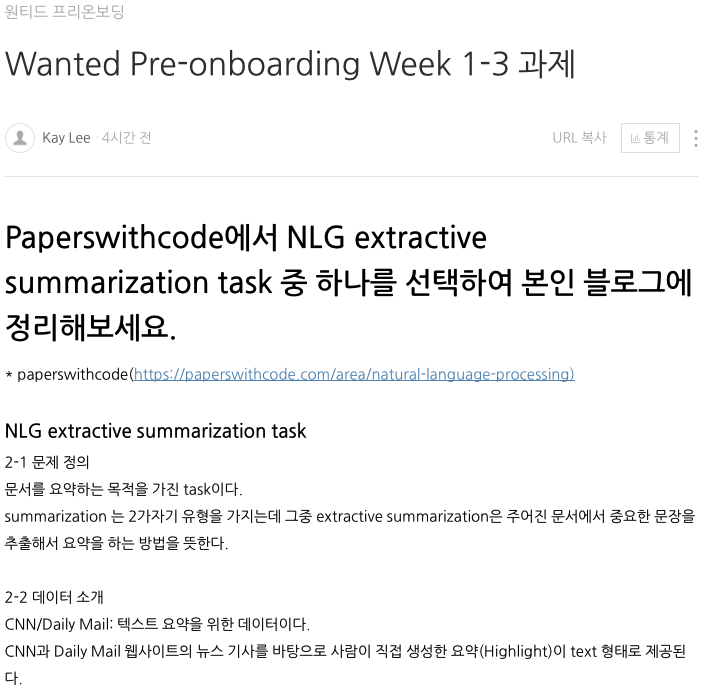 원티드 프리온보딩
Wanted Pre-onboarding Week 1-3 과제
Kay Lee · 4시간 전
URL 복사
통계
Paperswithcode에서 NLG extractive
summarization task 중 하나를 선택하여 본인 블로그에
정리해보세요.
* paperswithcode(https://paperswithcode.com/area/natural-language-processing)
NLG extractive summarization task
2-1 문제 정의
문서를 요약하는 목적을 가진 task이다.
summarization 는 2가자기 유형을 가지는데 그중 extractive summarization은 주어진 문서에서 중요한 문장을
추출해서 요약을 하는 방법을 뜻한다.
2-2 데이터 소개
CNN/Daily Mail: 텍스트 요약을 위한 데이터이다.
CNN과 Daily Mail 웹사이트의 뉴스 기사를 바탕으로 사람이 직접 생성한 요약(Highlight)이 text 형태로 제공된
다.